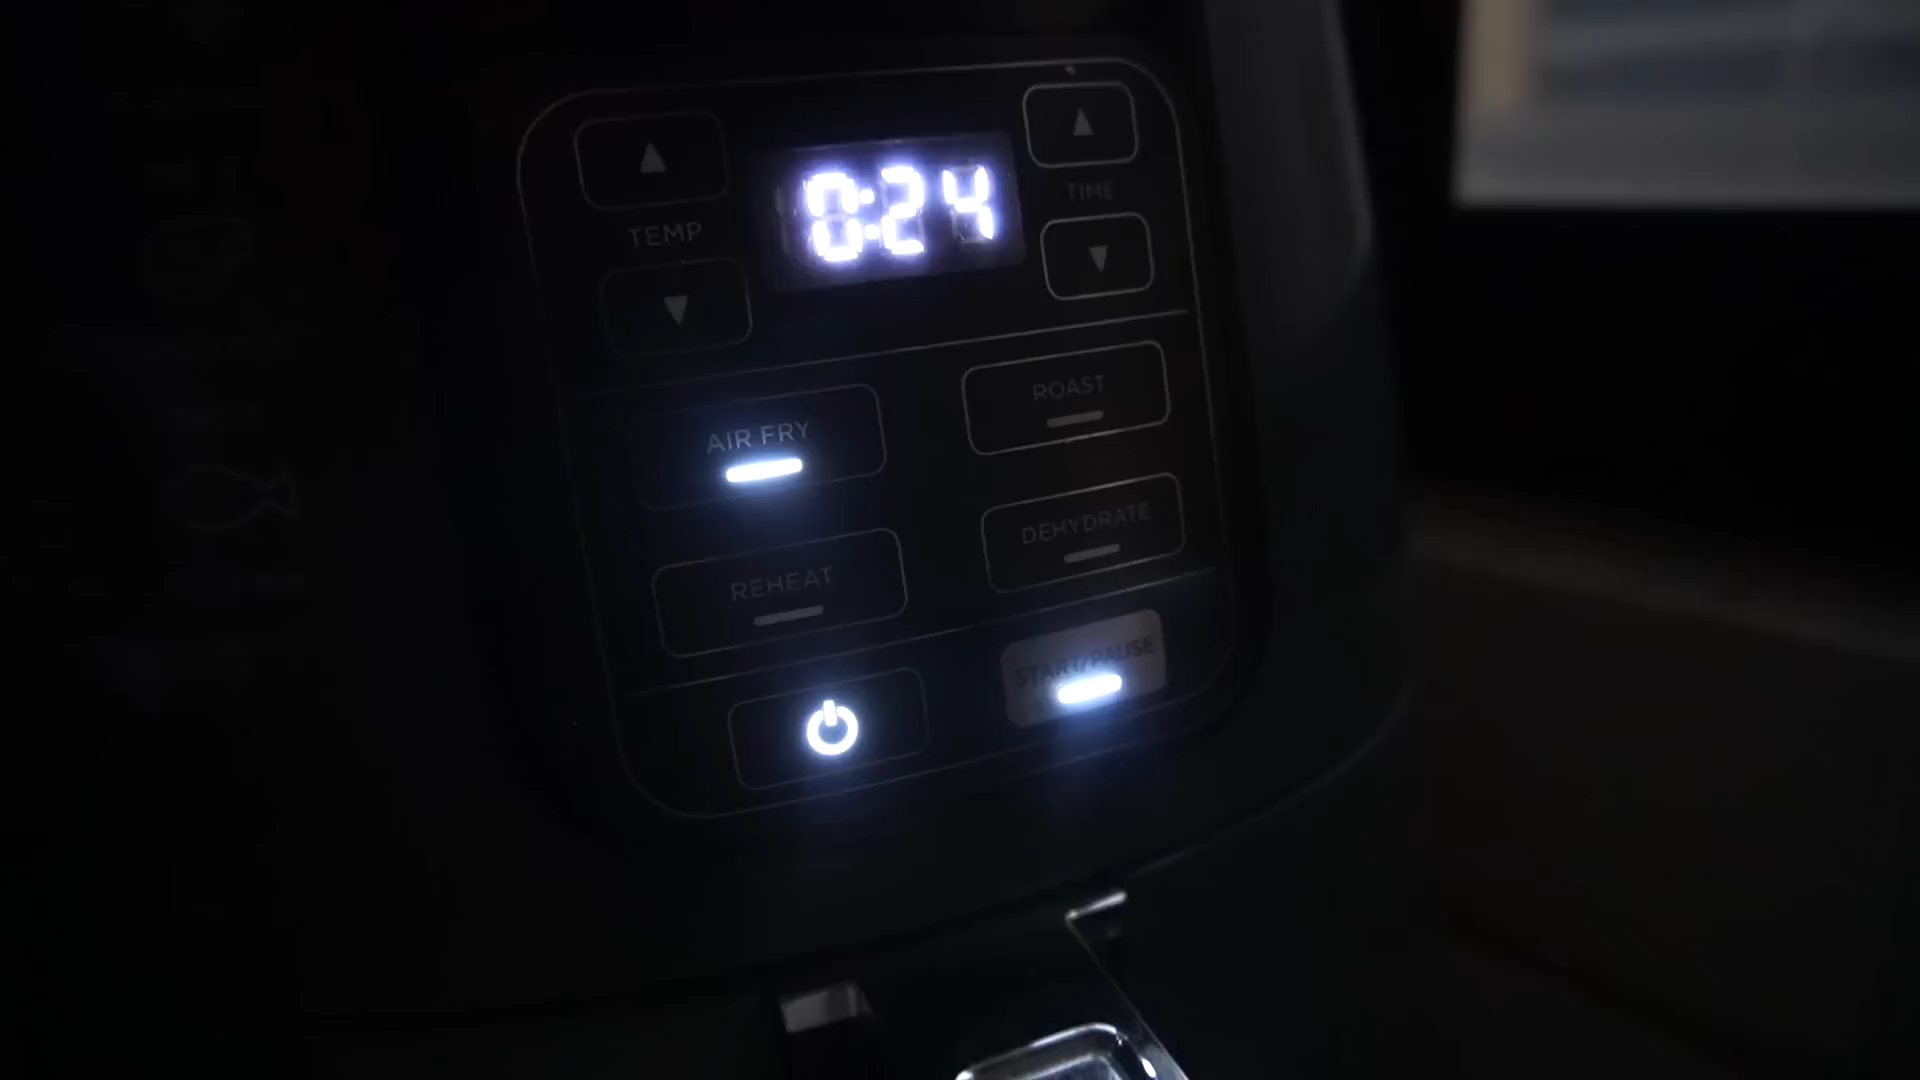 0:24
TEMP
TIME
AIR FRY
ROAST
REHEAT
DEHYDRATE
START/PAUSE